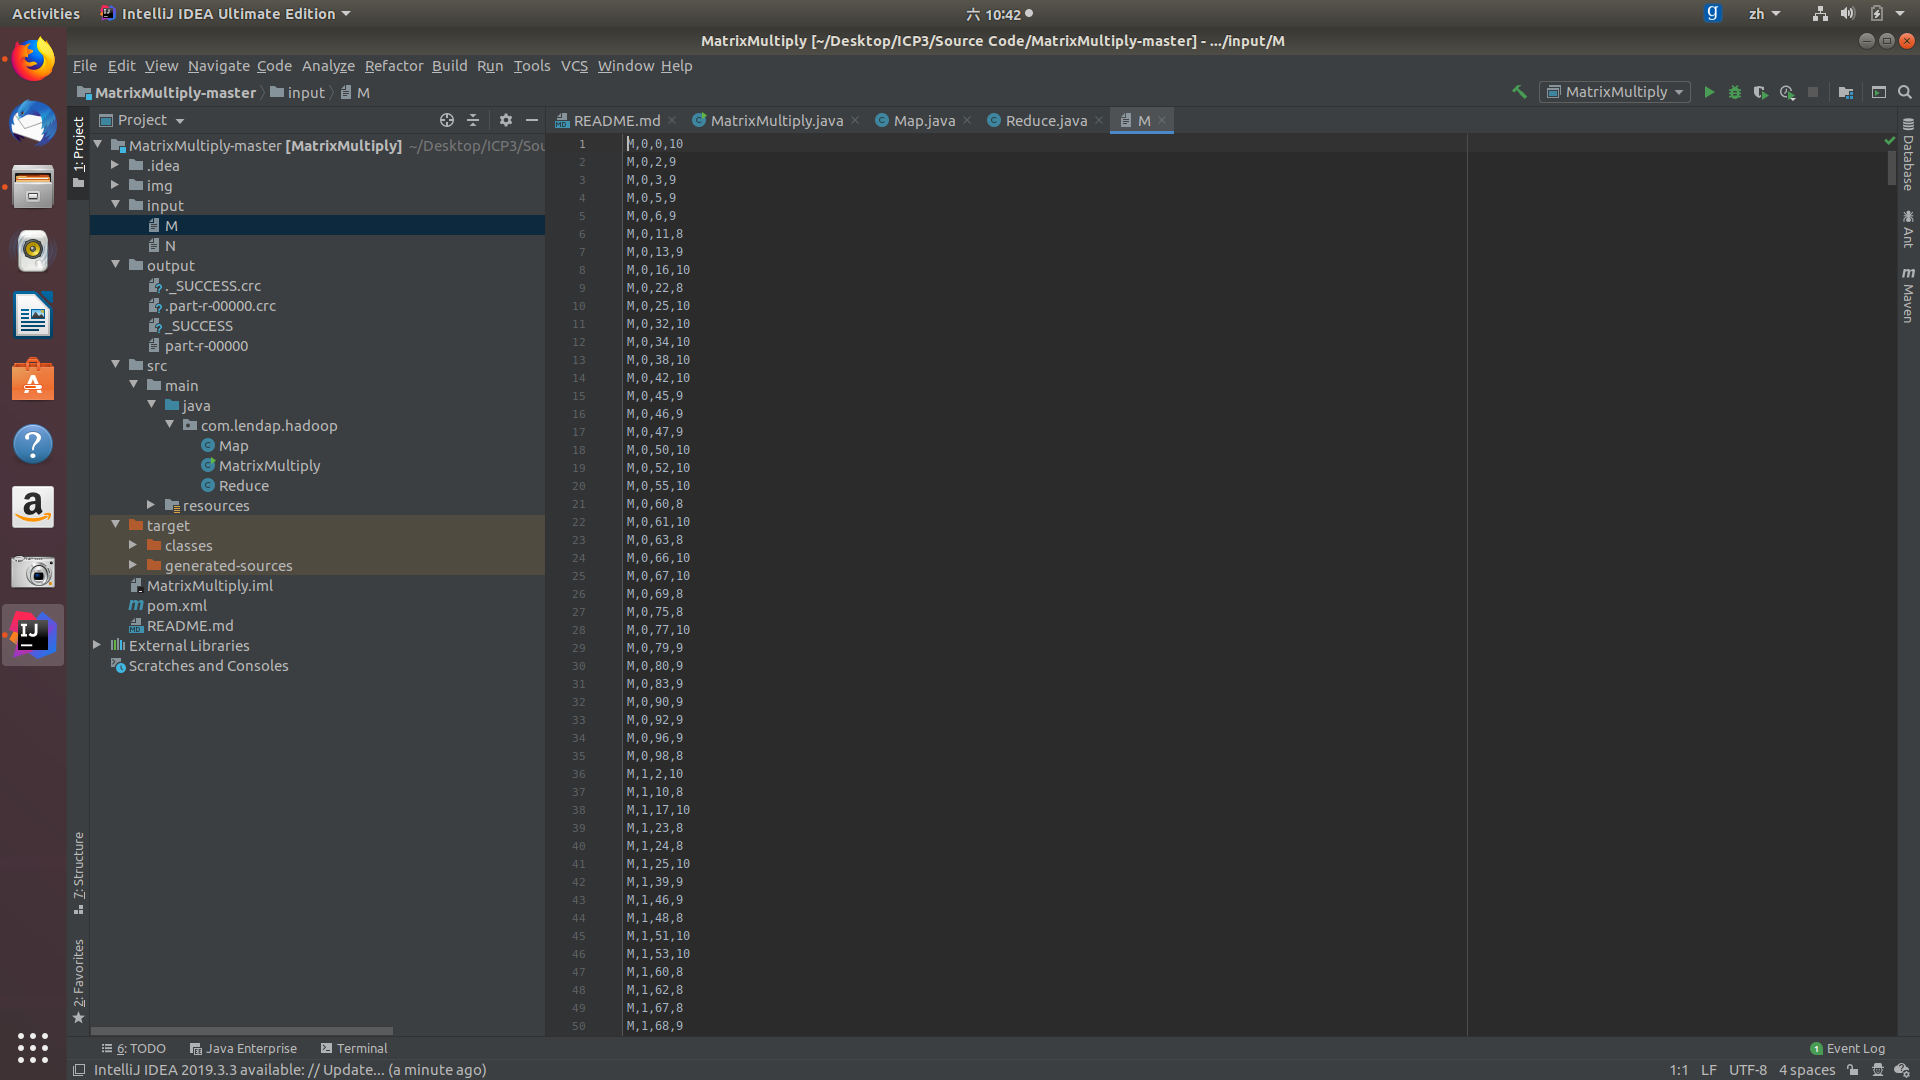 Activities IntelliJ IDEA Ultimate Edition 六 10:42 zh
MatrixMultiply [~/Desktop/ICP3/Source Code/MatrixMultiply-master] - .../input/M
File Edit View Navigate Code Analyze Refactor Build Run Tools VCS Window Help
MatrixMultiply-master input M MatrixMultiply
Project README.md MatrixMultiply.java Map.java Reduce.java M
1: Project
7: Structure
2: Favorites
MatrixMultiply-master [MatrixMultiply] ~/Desktop/ICP3/Sou
.idea
img
input
M
N
output
._SUCCESS.crc
.part-r-00000.crc
_SUCCESS
part-r-00000
src
main
java
com.lendap.hadoop
Map
MatrixMultiply
Reduce
resources
target
classes
generated-sources
MatrixMultiply.iml
pom.xml
README.md
External Libraries
Scratches and Consoles
1 M,0,0,10
2 M,0,2,9
3 M,0,3,9
4 M,0,5,9
5 M,0,6,9
6 M,0,11,8
7 M,0,13,9
8 M,0,16,10
9 M,0,22,8
10 M,0,25,10
11 M,0,32,10
12 M,0,34,10
13 M,0,38,10
14 M,0,42,10
15 M,0,45,9
16 M,0,46,9
17 M,0,47,9
18 M,0,50,10
19 M,0,52,10
20 M,0,55,10
21 M,0,60,8
22 M,0,61,10
23 M,0,63,8
24 M,0,66,10
25 M,0,67,10
26 M,0,69,8
27 M,0,75,8
28 M,0,77,10
29 M,0,79,9
30 M,0,80,9
31 M,0,83,9
32 M,0,90,9
33 M,0,92,9
34 M,0,96,9
35 M,0,98,8
36 M,1,2,10
37 M,1,10,8
38 M,1,17,10
39 M,1,23,8
40 M,1,24,8
41 M,1,25,10
42 M,1,39,9
43 M,1,46,9
44 M,1,48,8
45 M,1,51,10
46 M,1,53,10
47 M,1,60,8
48 M,1,62,8
49 M,1,67,8
50 M,1,68,9
Database
Ant
Maven
6: TODO Java Enterprise Terminal 1 Event Log
IntelliJ IDEA 2019.3.3 available: // Update... (a minute ago) 1:1 LF UTF-8 4 spaces